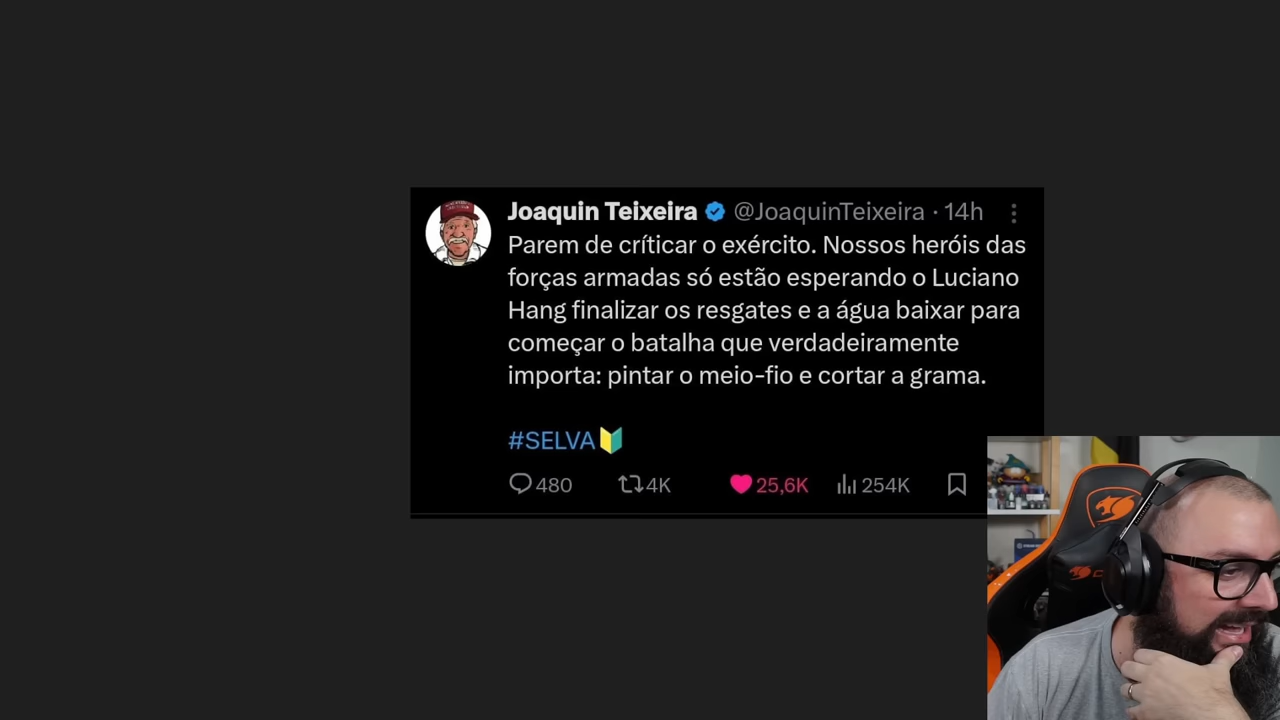 Joaquin Teixeira @JoaquinTeixeira · 14h
Parem de críticar o exército. Nossos heróis das
forças armadas só estão esperando o Luciano
Hang finalizar os resgates e a água baixar para
começar o batalha que verdadeiramente
importa: pintar o meio-fio e cortar a grama.
#SELVA🔰
480 4K 25,6K 254K